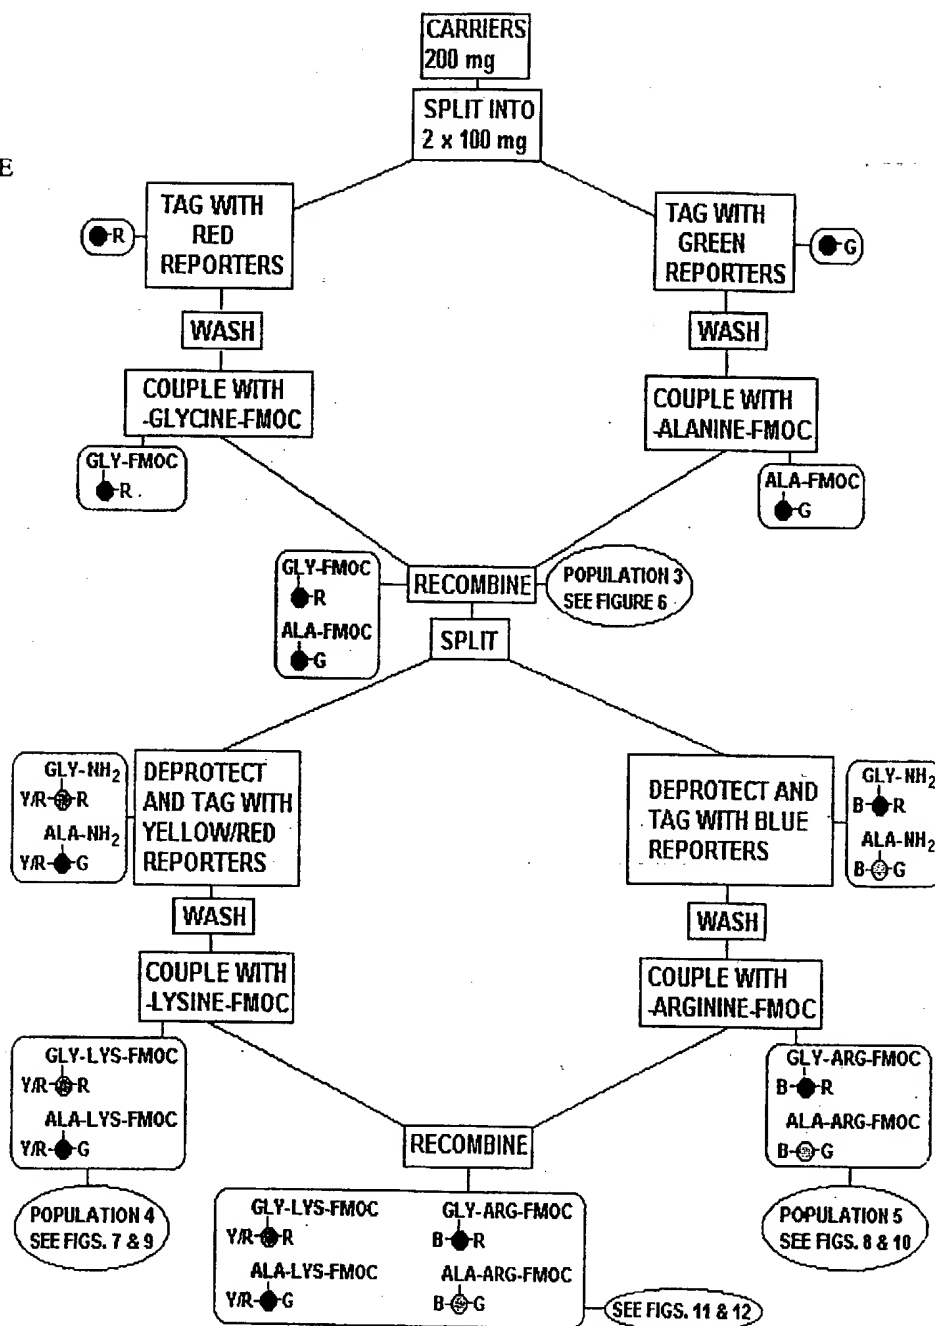 CARRIERS
200 mg
SPLIT INTO
2 x 100 mg
E
TAG WITH
RED
REPORTERS
R
TAG WITH
GREEN
REPORTERS
G
WASH
WASH
COUPLE WITH
-GLYCINE-FMOC
COUPLE WITH
-ALANINE-FMOC
GLY-FMOC
R
ALA-FMOC
G
GLY-FMOC
R
ALA-FMOC
G
RECOMBINE
POPULATION 3
SEE FIGURE 6
SPLIT
GLY-NH2
Y/R R
ALA-NH2
Y/R G
DEPROTECT
AND TAG WITH
YELLOW/RED
REPORTERS
DEPROTECT AND
TAG WITH BLUE
REPORTERS
GLY-NH2
B R
ALA-NH2
B G
WASH
WASH
COUPLE WITH
-LYSINE-FMOC
COUPLE WITH
-ARGININE-FMOC
GLY-LYS-FMOC
Y/R R
ALA-LYS-FMOC
Y/R G
GLY-ARG-FMOC
B R
ALA-ARG-FMOC
B G
RECOMBINE
POPULATION 4
SEE FIGS. 7 & 9
POPULATION 5
SEE FIGS. 8 & 10
GLY-LYS-FMOC
Y/R R
ALA-LYS-FMOC
Y/R G
GLY-ARG-FMOC
B R
ALA-ARG-FMOC
B G
SEE FIGS. 11 & 12